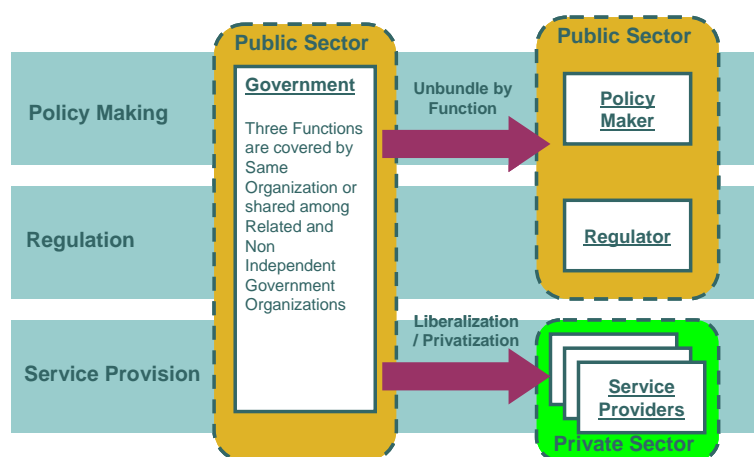 Public Sector
Public Sector
Policy Making
Government
Three Functions
are covered by
Same
Organization or
shared among
Related and
Non
Independent
Government
Organizations
Unbundle by
Function
Policy
Maker
Regulation
Regulator
Service Provision
Liberalization
/ Privatization
Service
Providers
Private Sector